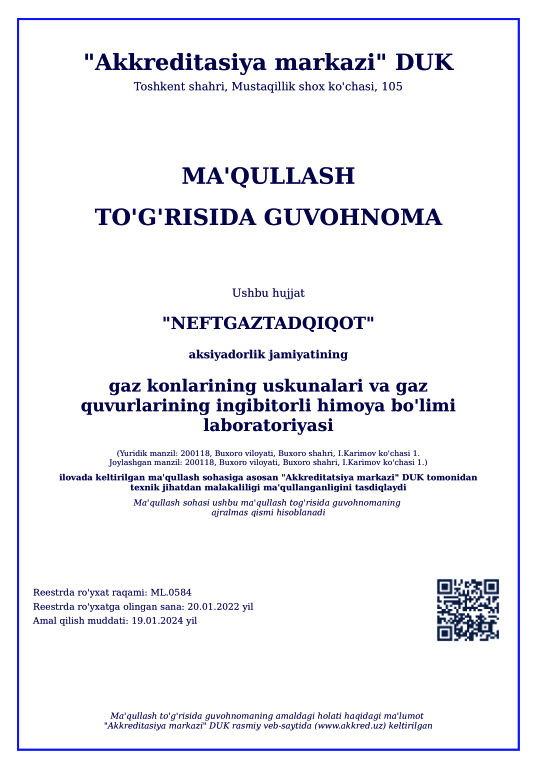 "Akkreditasiya markazi" DUK
Toshkent shahri, Mustaqillik shox ko'chasi, 105
MA'QULLASH
TO'G'RISIDA GUVOHNOMA
Ushbu hujjat
"NEFTGAZTADQIQOT"
aksiyadorlik jamiyatining
gaz konlarining uskunalari va gaz
quvurlarining ingibitorli himoya bo'limi
laboratoriyasi
(Yuridik manzil: 200118, Buxoro viloyati, Buxoro shahri, I.Karimov ko'chasi 1.
Joylashgan manzil: 200118, Buxoro viloyati, Buxoro shahri, I.Karimov ko'chasi 1.)
ilovada keltirilgan ma'qullash sohasiga asosan "Akkreditatsiya markazi" DUK tomonidan
texnik jihatdan malakaliligi ma'qullanganligini tasdiqlaydi
Ma'qullash sohasi ushbu ma'qullash tog'risida guvohnomaning
ajralmas qismi hisoblanadi
Reestrda ro'yxat raqami: ML.0584
Reestrda ro'yxatga olingan sana: 20.01.2022 yil
Amal qilish muddati: 19.01.2024 yil
Ma'qullash to'g'risida guvohnomaning amaldagi holati haqidagi ma'lumot
"Akkreditasiya markazi" DUK rasmiy veb-saytida (www.akkred.uz) keltirilgan